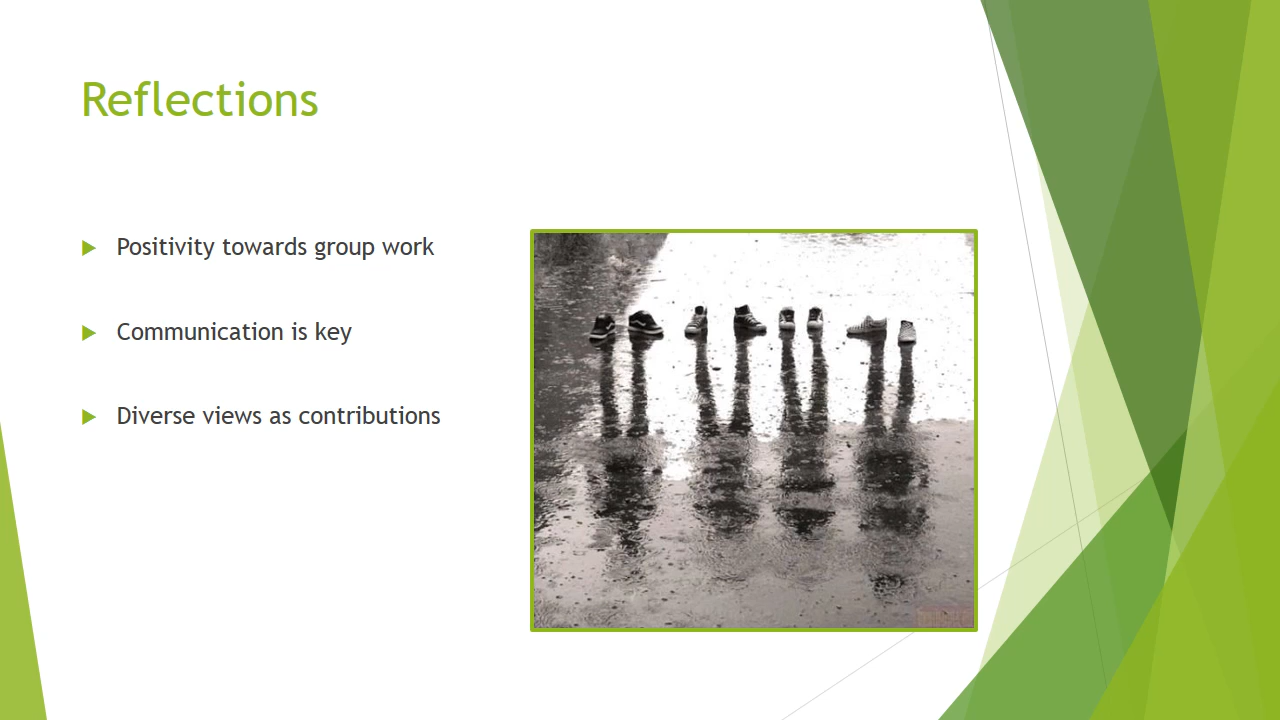 Reflections
Positivity towards group work
Communication is key
Diverse views as contributions